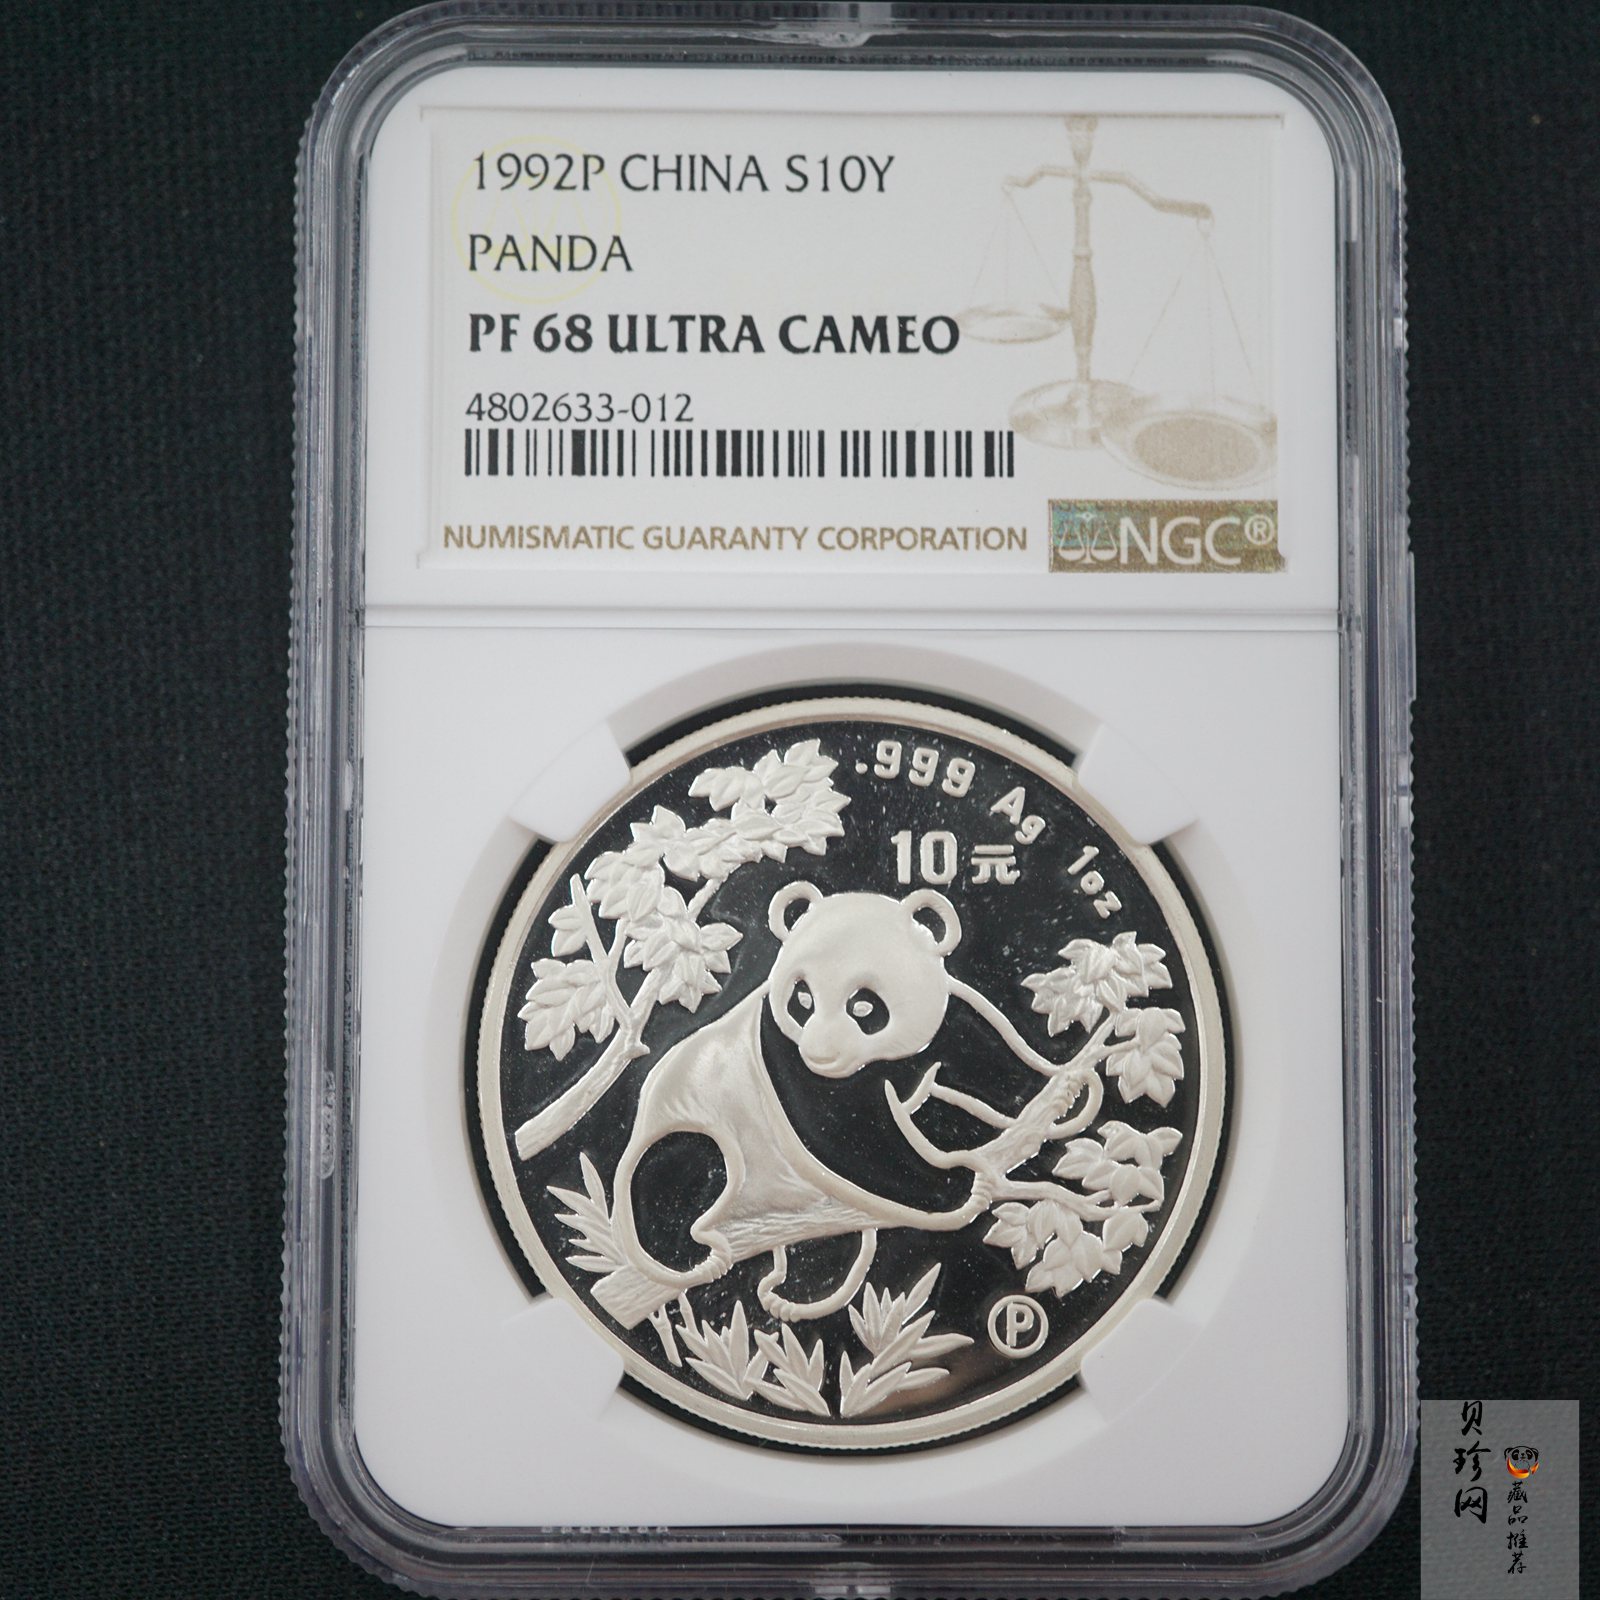 1992P CHINA S10Y
PANDA
PF 68 ULTRA CAMEO
4802633-012
NUMISMATIC GUARANTY CORPORATION
NGC®
.999 Ag 1oz
10元
P
贝珍网
藏品推荐